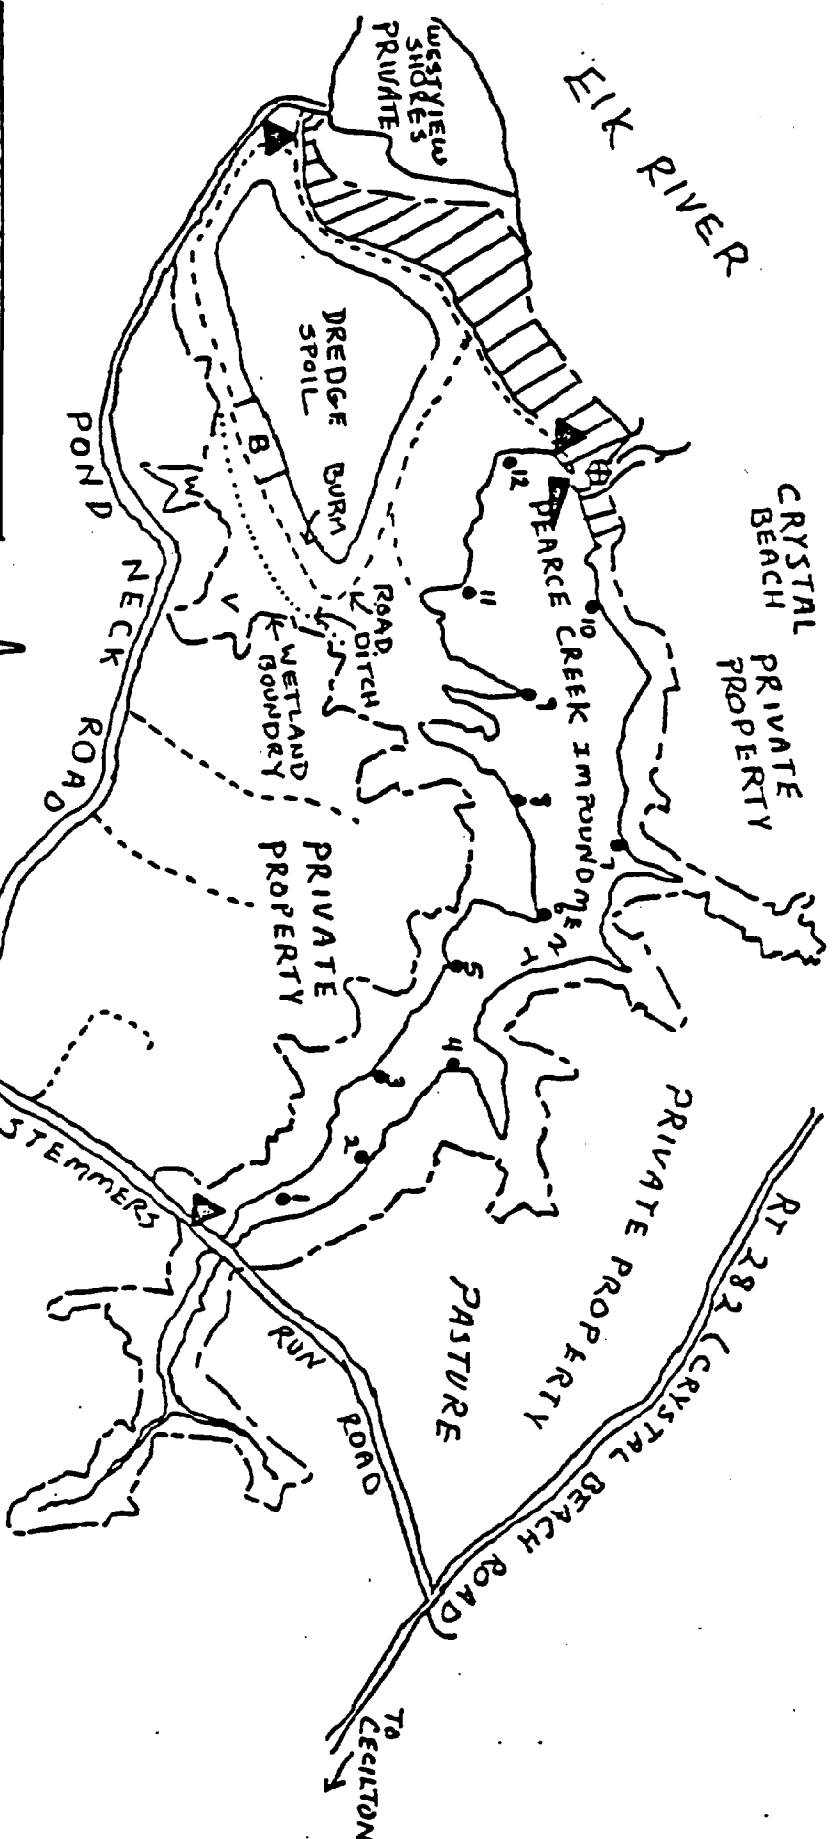 ElK RIVER
WESTVIEW
SHORES
PRIVATE
CRYSTAL
BEACH
PRIVATE
PROPERTY
DREDGE
SPOIL
BURM
B
W
V
ROAD
DITCH
WETLAND
BOUNDRY
PEARCE CREEK IMPOUNDMENT
12
11
10
9
8
7
6
5
4
3
2
1
POND NECK ROAD
PRIVATE
PROPERTY
PRIVATE PROPERTY
PASTURE
STEMMERS RUN ROAD
RT 282 (CRYSTAL BEACH ROAD)
TO
CECILTON